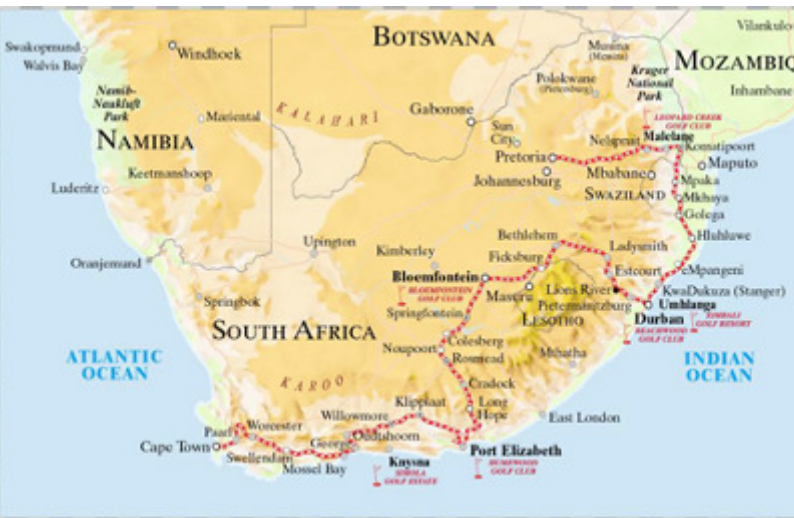 Vilankulo
BOTSWANA
Swakopmund
Windhoek
Musina
(Messina)
Walvis Bay
MOZAMBIQ
Kruger
National
Park
Polokwane
(Pietersburg)
Inhambane
Namib-
Naukluft
Park
KALAHARI
Gaborone
Mariental
LEOPARD CREEK
GOLF CLUB
Sun
City
NAMIBIA
Nelspruit
Malelane
Komatipoort
Pretoria
Maputo
Johannesburg
Mbabane
Keetmanshoop
Mpaka
Luderitz
SWAZILAND
Mkhaya
Golega
Bethlehem
Hluhluwe
Upington
Kimberley
Ladysmith
Ficksburg
Oranjemund
Bloemfontein
Estcourt
eMpangeni
BLOEMFONTEIN
GOLF CLUB
Maseru
Lions River
KwaDukuza (Stanger)
Springbok
Pietermaritzburg
Umhlanga
Springfontein
LESOTHO
Durban
ZIMBALI
GOLF RESORT
SOUTH AFRICA
BEACHWOOD
GOLF CLUB
Colesberg
Noupoort
Rosmead
Mthatha
ATLANTIC
OCEAN
INDIAN
OCEAN
KAROO
Cradock
Klipplaat
Long
Hope
Willowmore
East London
Paarl
Worcester
George
Oudtshoorn
Cape Town
Swellendam
Port Elizabeth
Mossel Bay
Knysna
SIMOLA
GOLF ESTATE
HUMEWOOD
GOLF CLUB